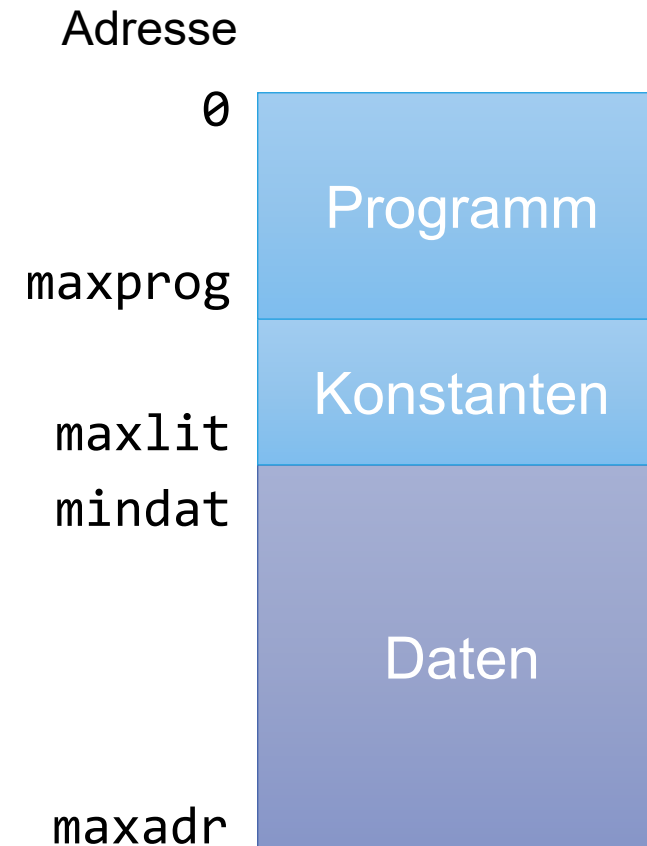 Adresse
0
Programm
maxprog
Konstanten
maxlit
mindat
Daten
maxadr